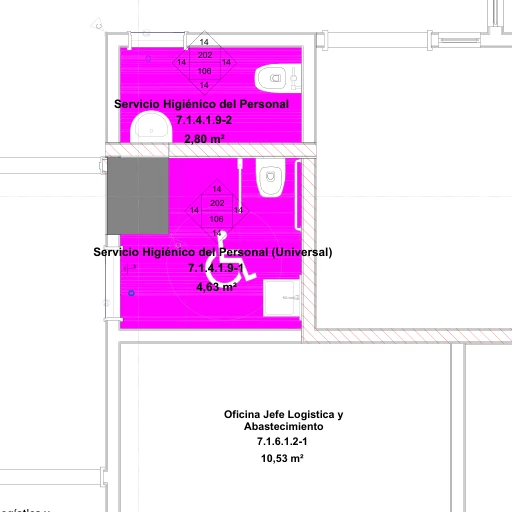 14
202
14 14
106
14
Servicio Higiénico del Personal
7.1.4.1.9-2
2,80 m²
14
202
14 14
106
14
Servicio Higiénico del Personal (Universal)
7.1.4.1.9-1
4,63 m²
Oficina Jefe Logistica y
Abastecimiento
7.1.6.1.2-1
10,53 m²